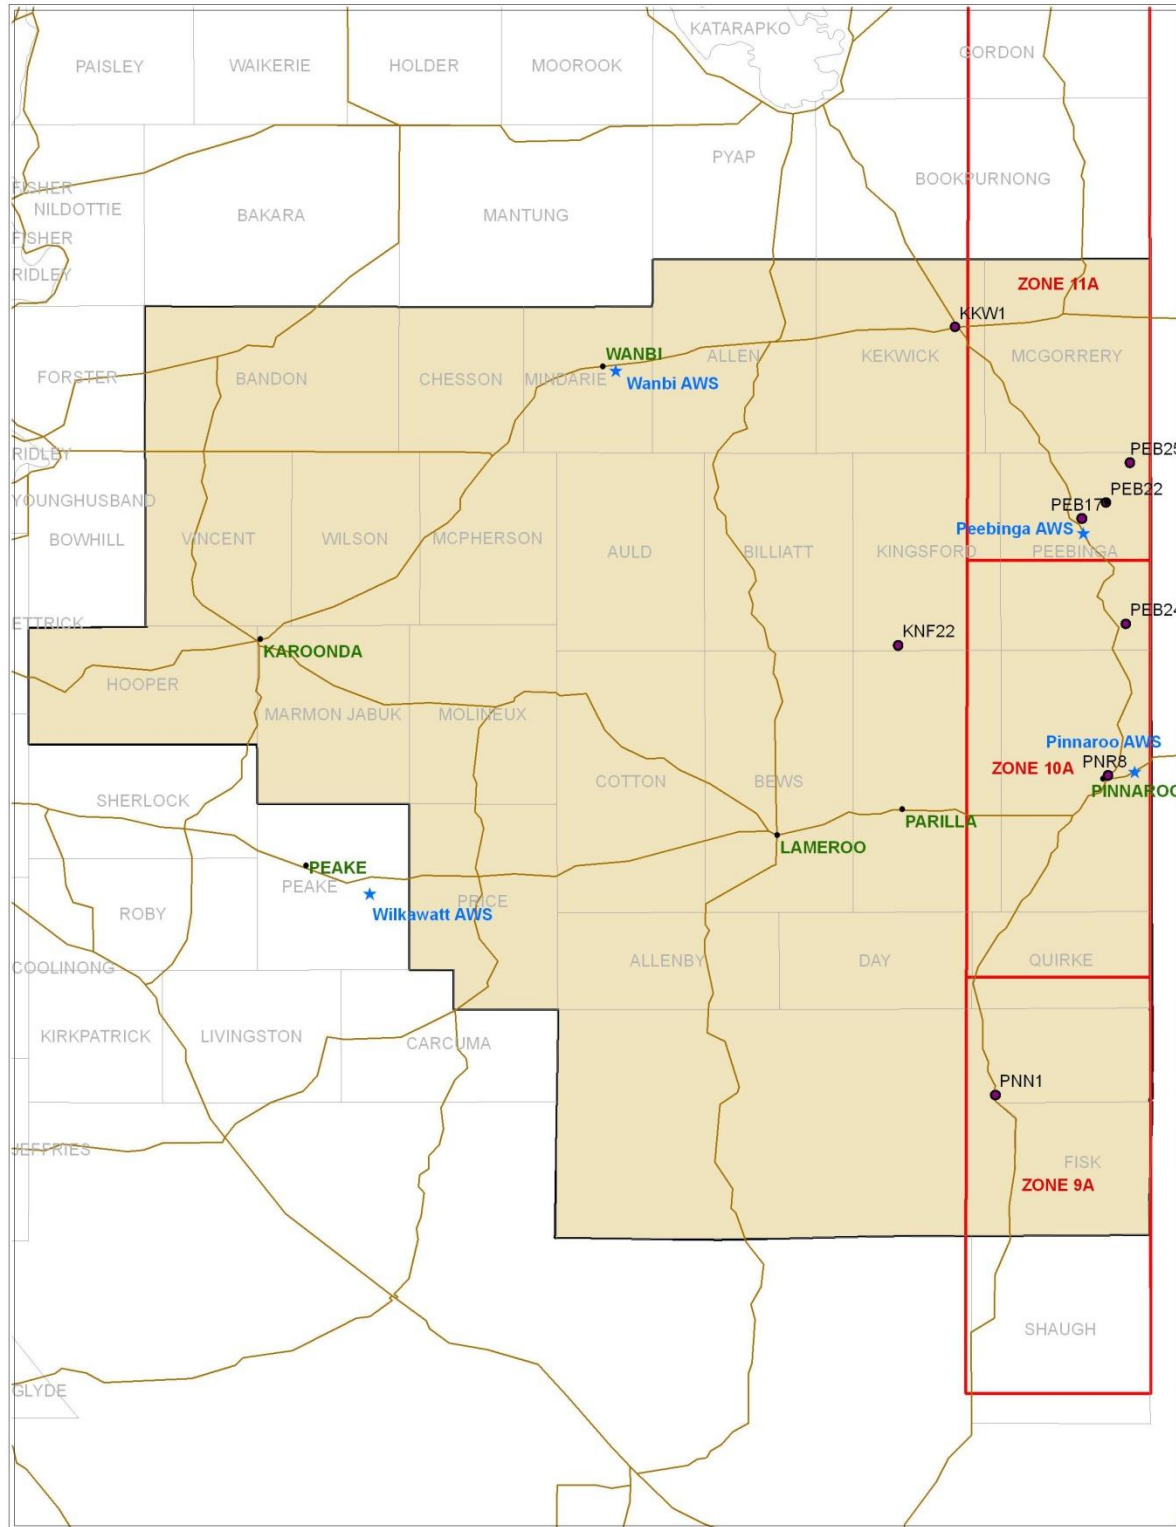 KATARAPKO
GORDON
PAISLEY
WAIKERIE
HOLDER
MOOROOK
PYAP
BOOKPURNONG
FISHER
NILDOTTIE
BAKARA
MANTUNG
FISHER
RIDLEY
ZONE 11A
KKW1
WANBI
ALLEN
KEKWICK
MCGORRERY
FORSTER
BANDON
CHESSON
MINDARIE
Wanbi AWS
RIDLEY
PEB25
YOUNGHUSBAND
PEB22
PEB17
Peebinga AWS
BOWHILL
VINCENT
WILSON
MCPHERSON
AULD
BILLIATT
KINGSFORD
PEEBINGA
ETTRICK
PEB24
KNF22
KAROONDA
HOOPER
MARMON JABUK
MOLINEUX
Pinnaroo AWS
PNR8
ZONE 10A
COTTON
BEWS
PINNAROO
SHERLOCK
PARILLA
LAMEROO
PEAKE
PEAKE
PRICE
ROBY
Wilkawatt AWS
COOLINONG
ALLENBY
DAY
QUIRKE
KIRKPATRICK
LIVINGSTON
CARCUMA
PNN1
JEFFRIES
FISK
ZONE 9A
SHAUGH
GLYDE